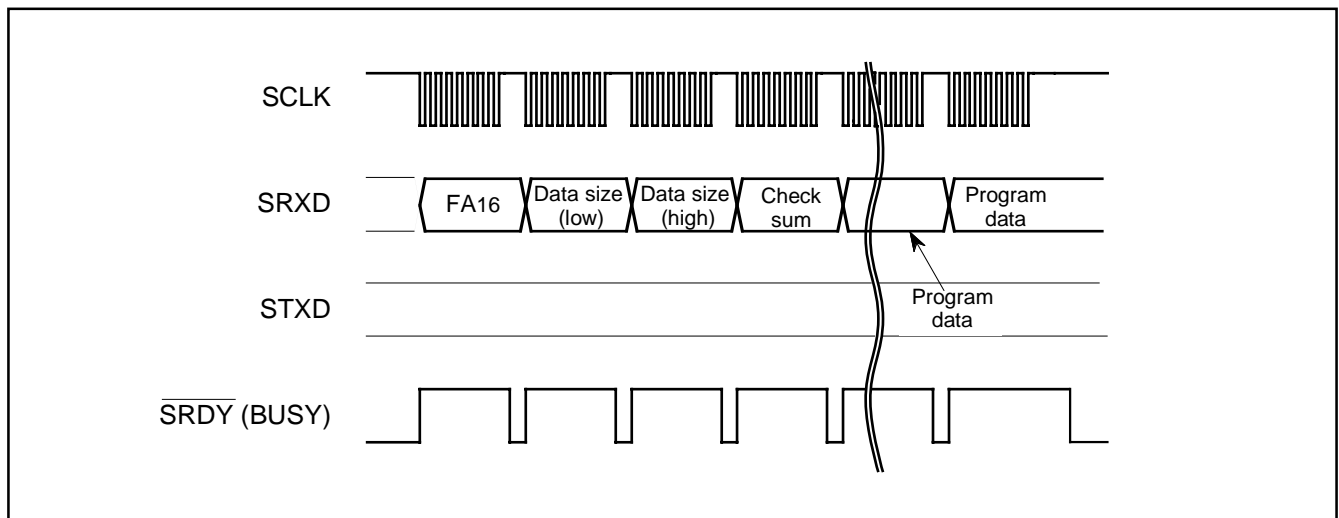 SCLK
SRXD
FA16
Data size
(low)
Data size
(high)
Check
sum
Program
data
STXD
Program
data
SRDY (BUSY)